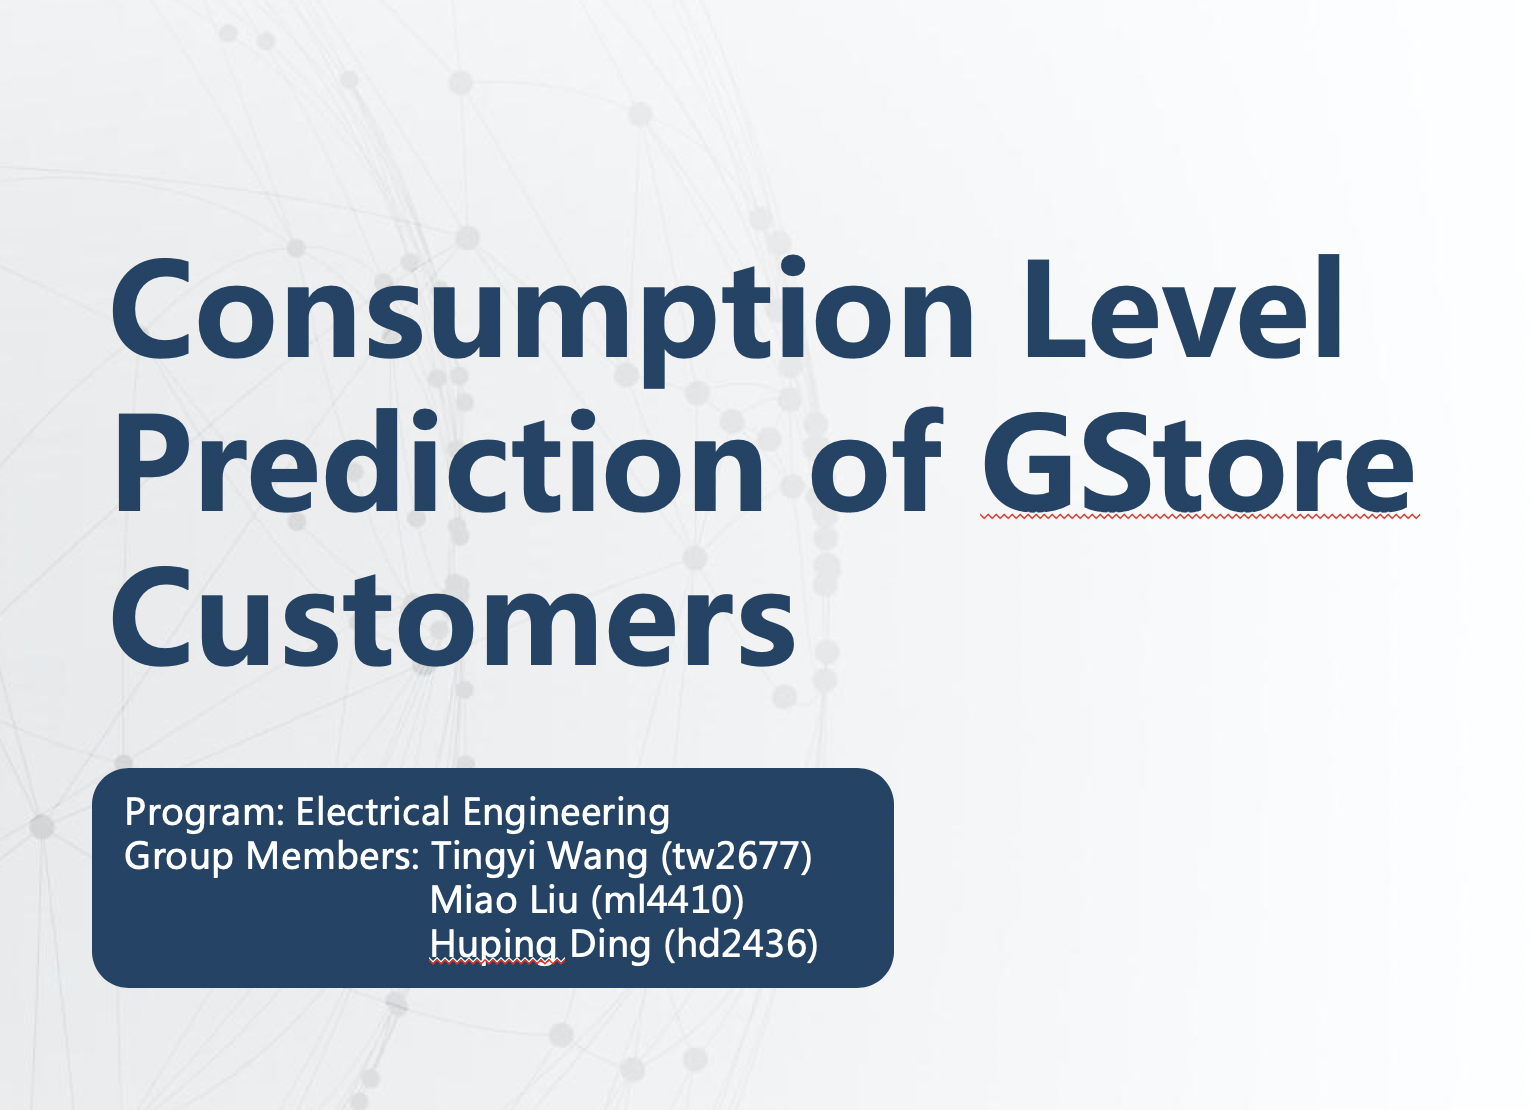 Consumption Level
Prediction of GStore
Customers
Program: Electrical Engineering
Group Members: Tingyi Wang (tw2677)
Miao Liu (ml4410)
Huping Ding (hd2436)